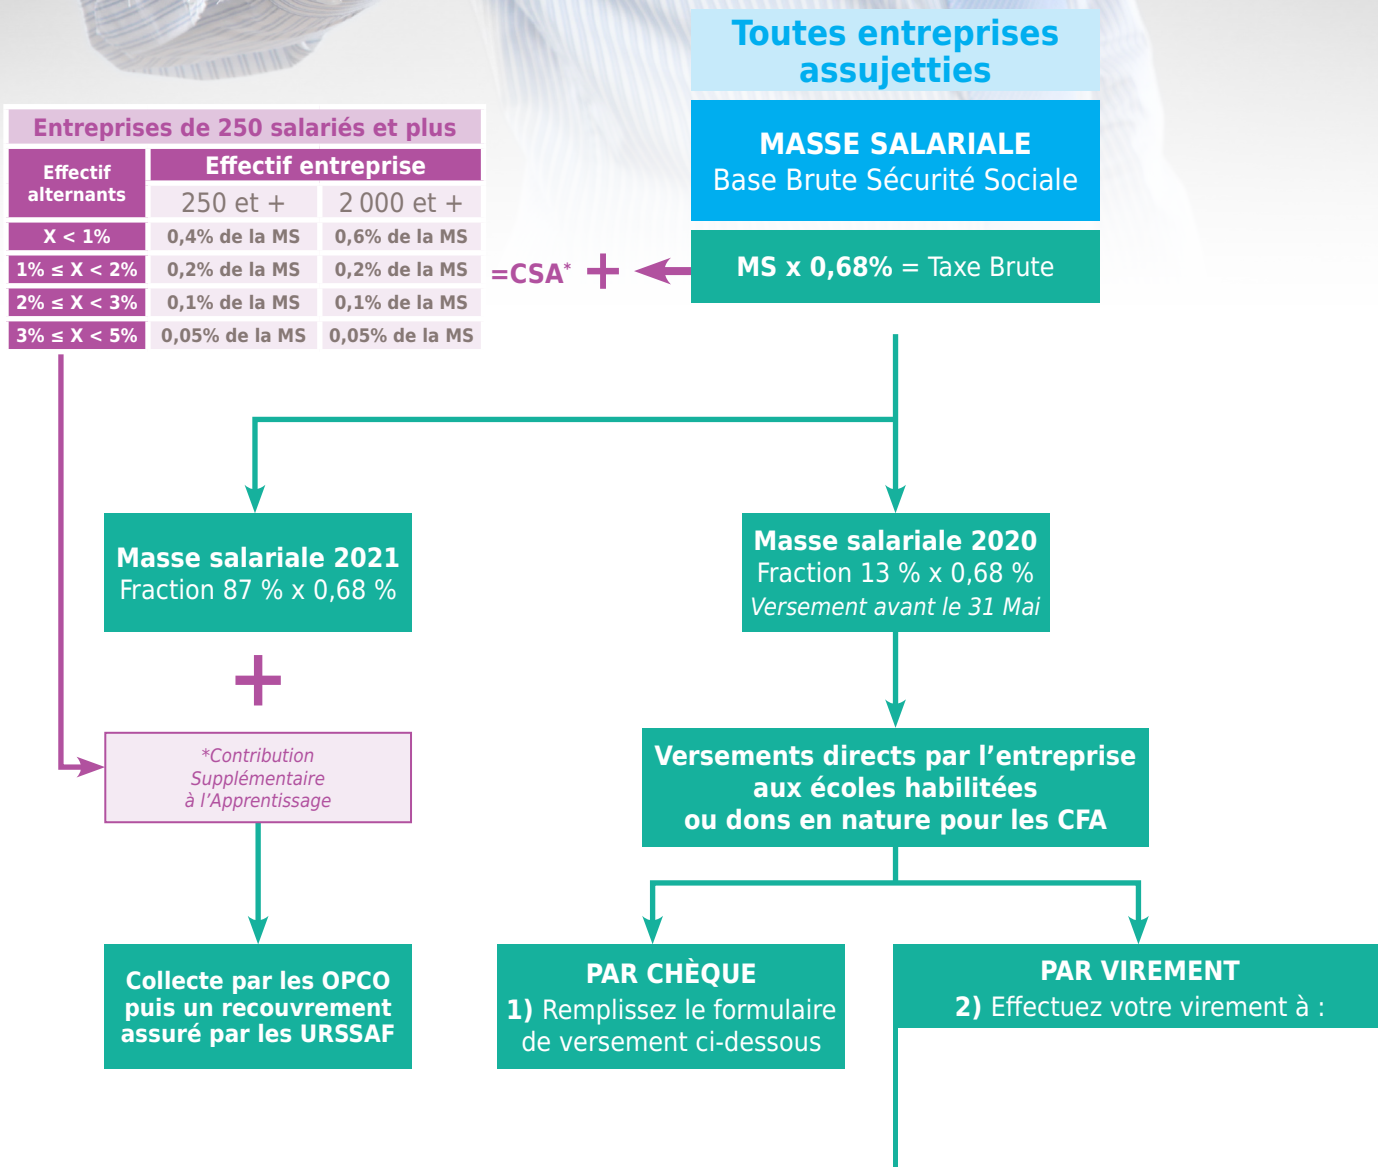 Toutes entreprises
assujetties
MASSE SALARIALE
Base Brute Sécurité Sociale
MS x 0,68% = Taxe Brute
Entreprises de 250 salariés et plus
Effectif
alternants
Effectif entreprise
250 et +
2 000 et +
X < 1%
0,4% de la MS
0,6% de la MS
1% ≤ X < 2%
0,2% de la MS
0,2% de la MS
2% ≤ X < 3%
0,1% de la MS
0,1% de la MS
3% ≤ X < 5%
0,05% de la MS
0,05% de la MS
=CSA* +
Masse salariale 2021
Fraction 87 % x 0,68 %
+
*Contribution
Supplémentaire
à l’Apprentissage
Collecte par les OPCO
puis un recouvrement
assuré par les URSSAF
Masse salariale 2020
Fraction 13 % x 0,68 %
Versement avant le 31 Mai
Versements directs par l’entreprise
aux écoles habilitées
ou dons en nature pour les CFA
PAR CHÈQUE
1) Remplissez le formulaire
de versement ci-dessous
PAR VIREMENT
2) Effectuez votre virement à :